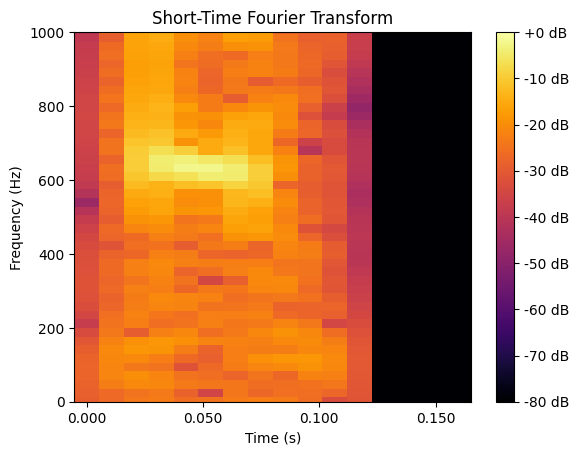 Short-Time Fourier Transform
1000
800
600
400
200
0
Frequency (Hz)
0.000
0.050
0.100
0.150
Time (s)
+0 dB
-10 dB
-20 dB
-30 dB
-40 dB
-50 dB
-60 dB
-70 dB
-80 dB